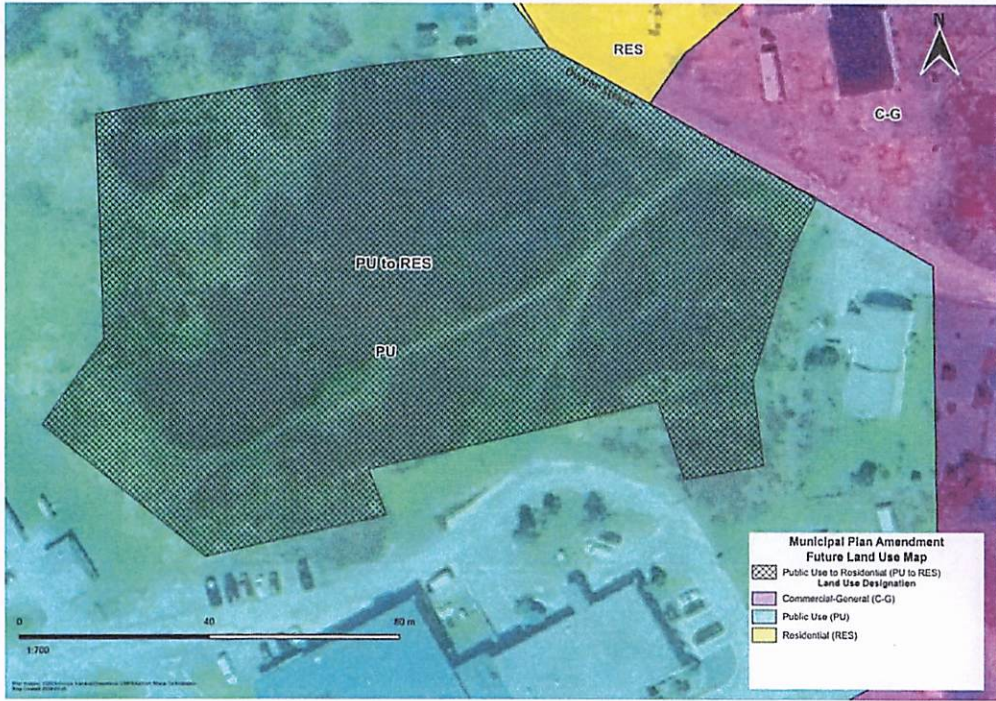 N
RES
C-G
PU to RES
PU
Municipal Plan Amendment
Future Land Use Map
Public Use to Residential (PU to RES)
Land Use Designation
Commercial-General (C-G)
Public Use (PU)
Residential (RES)
0 40 80 m
1:700